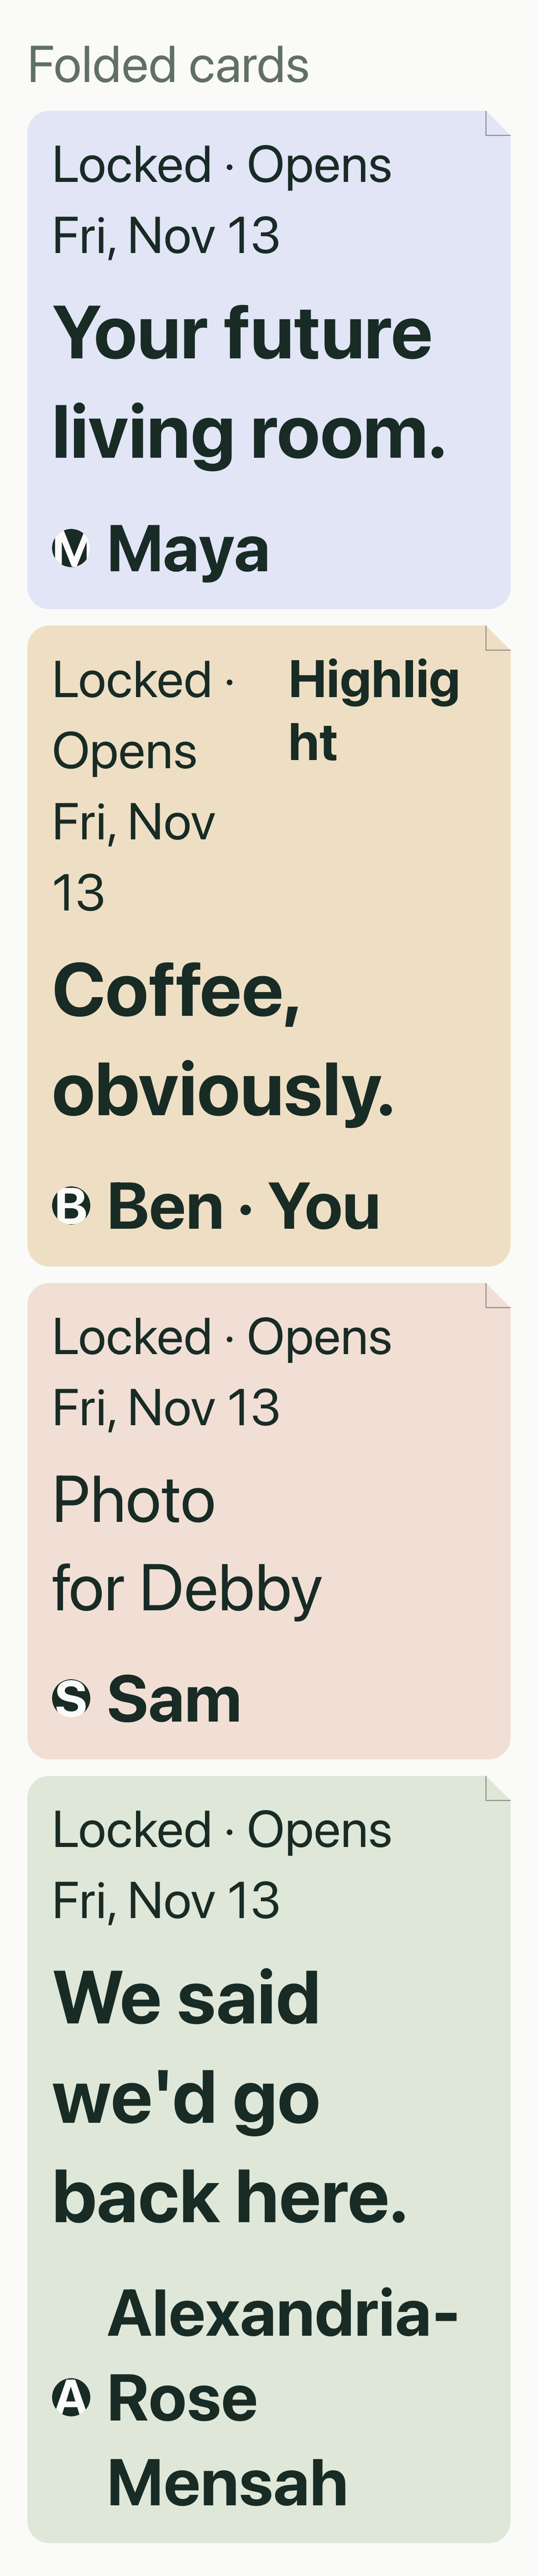 Folded cards
Locked · Opens
Fri, Nov 13
Your future
living room.
M Maya
Locked ·
Opens
Fri, Nov
13
Highlig
ht
Coffee,
obviously.
B Ben · You
Locked · Opens
Fri, Nov 13
Photo
for Debby
S Sam
Locked · Opens
Fri, Nov 13
We said
we'd go
back here.
A Alexandria-
Rose
Mensah